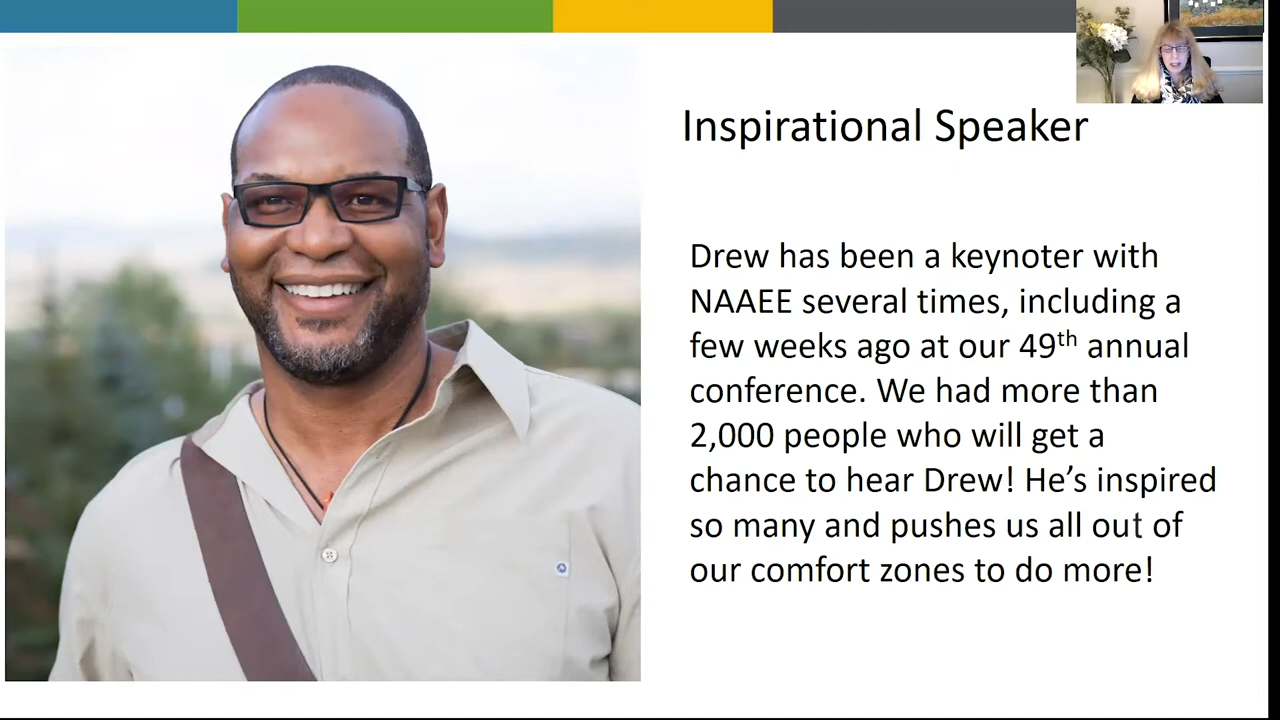 Inspirational Speaker
Drew has been a keynoter with
NAAEE several times, including a
few weeks ago at our 49th annual
conference. We had more than
2,000 people who will get a
chance to hear Drew! He’s inspired
so many and pushes us all out of
our comfort zones to do more!